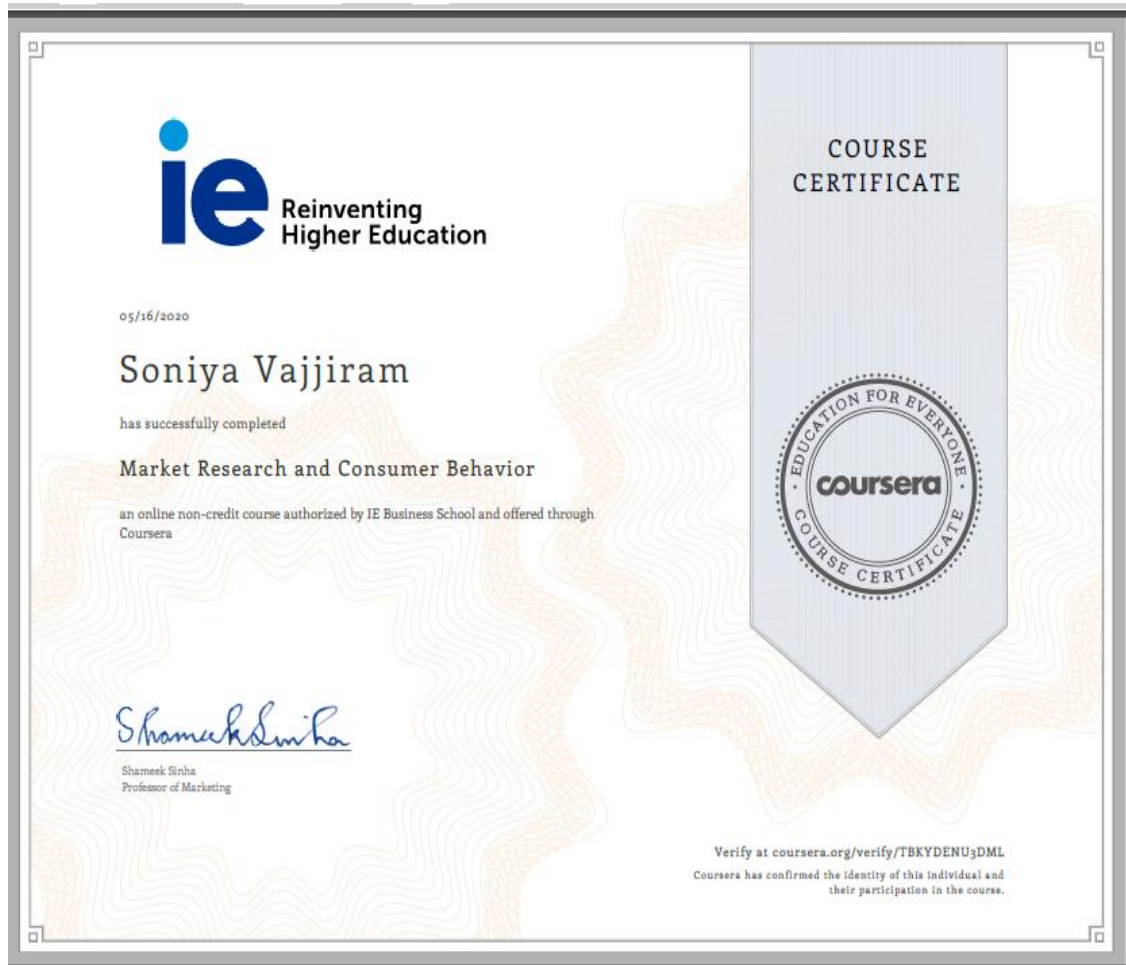 ie
Reinventing
Higher Education
05/16/2020
Soniya Vajjiram
has successfully completed
Market Research and Consumer Behavior
an online non-credit course authorized by IE Business School and offered through
Coursera
Shameek Sinha
Shameek Sinha
Professor of Marketing
COURSE
CERTIFICATE
EDUCATION FOR EVERYONE
coursera
COURSE CERTIFICATE
Verify at coursera.org/verify/TBKYDENU3DML
Coursera has confirmed the identity of this individual and
their participation in the course.